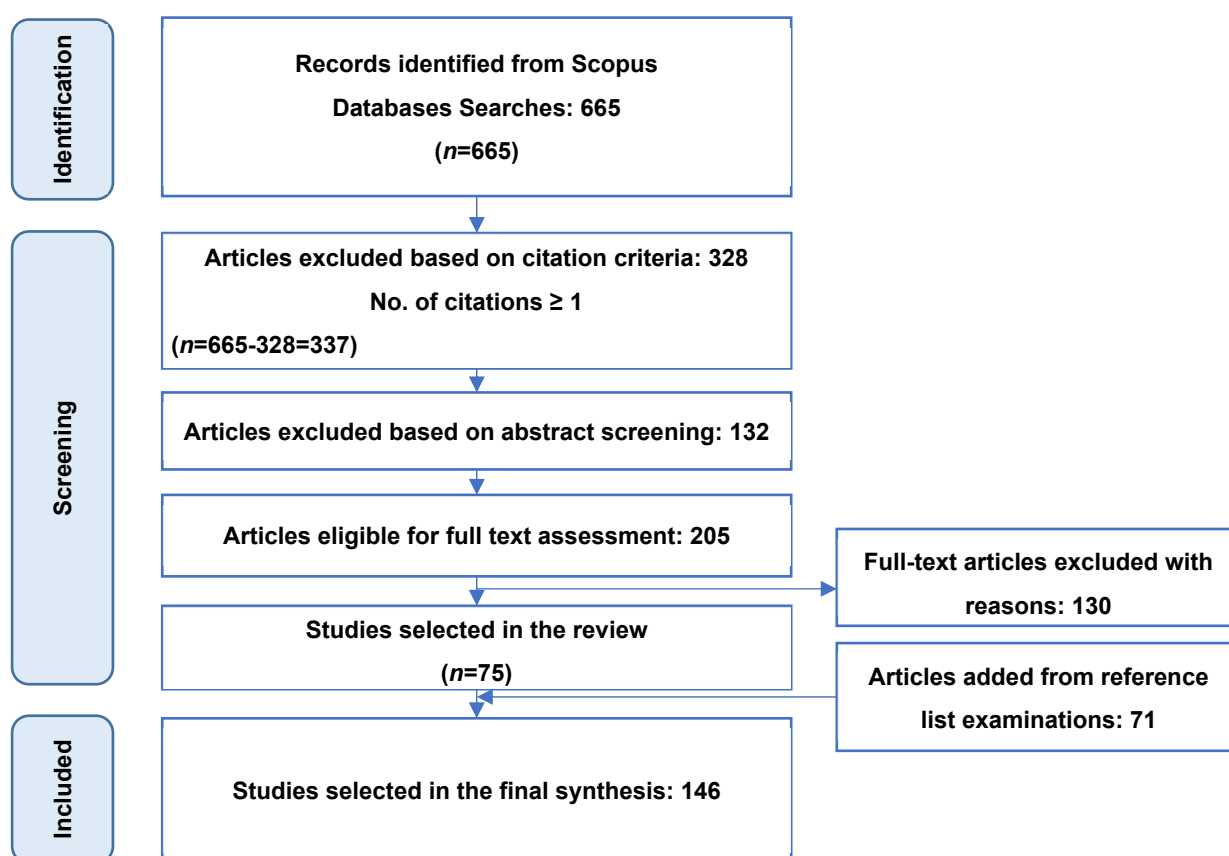 Identification
Records identified from Scopus
Databases Searches: 665
(n=665)
Screening
Articles excluded based on citation criteria: 328
No. of citations ≥ 1
(n=665-328=337)
Articles excluded based on abstract screening: 132
Articles eligible for full text assessment: 205
Full-text articles excluded with
reasons: 130
Studies selected in the review
(n=75)
Articles added from reference
list examinations: 71
Included
Studies selected in the final synthesis: 146